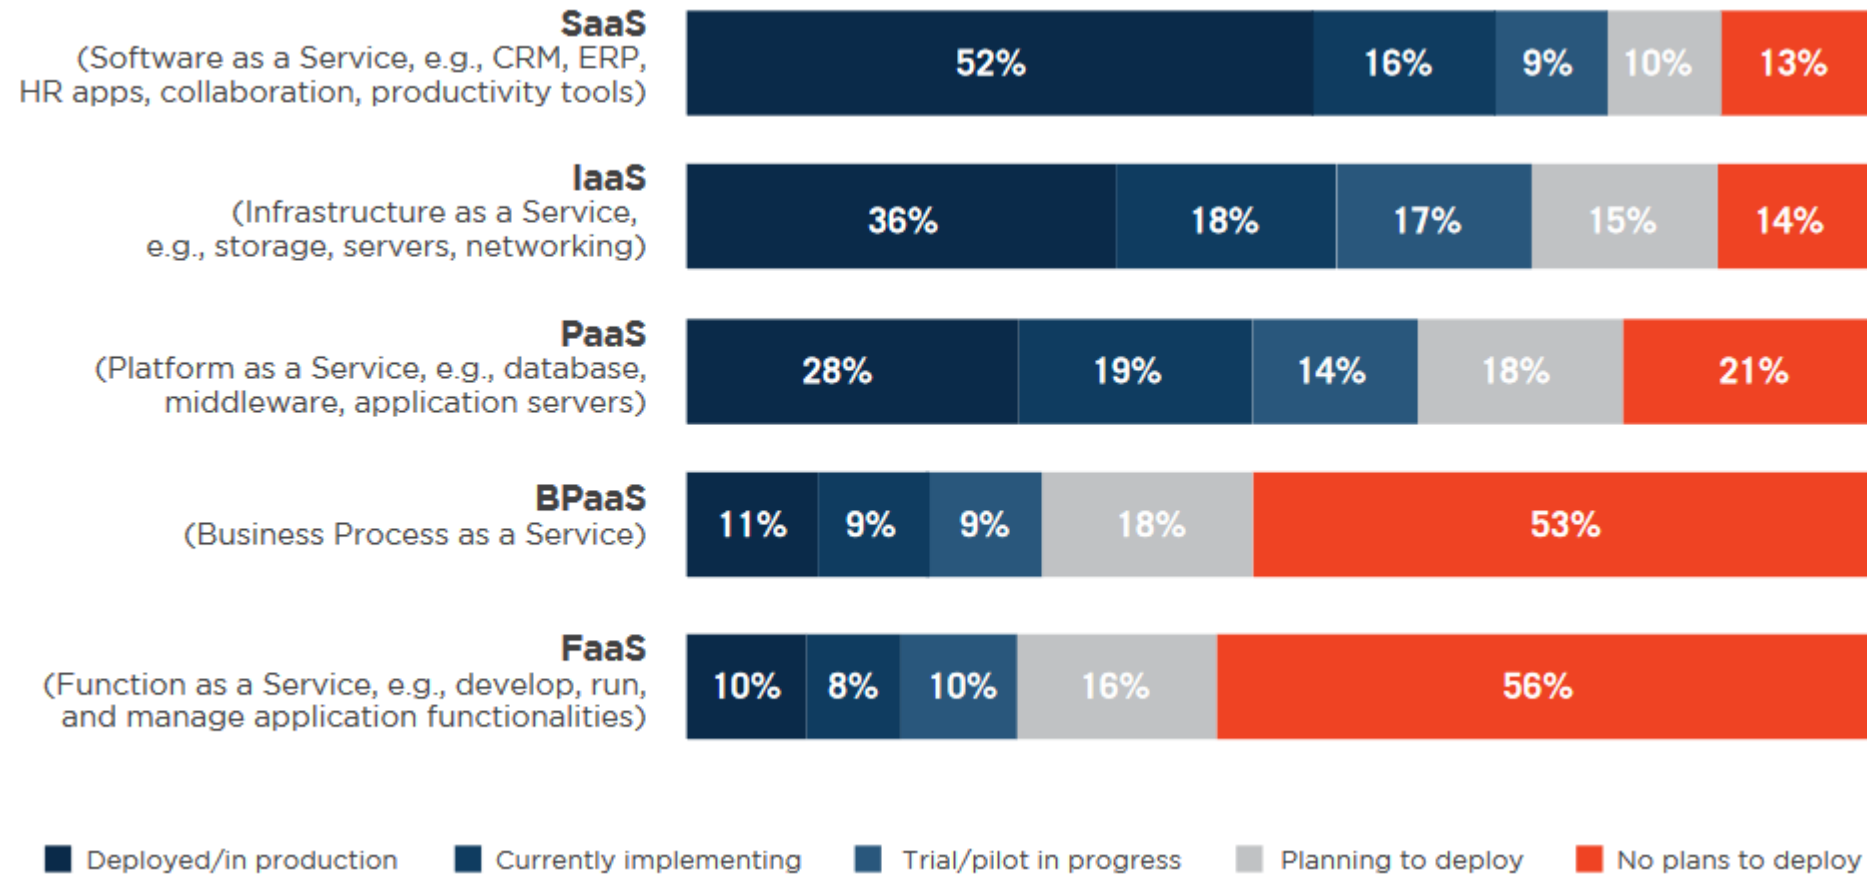 SaaS
(Software as a Service, e.g., CRM, ERP,
HR apps, collaboration, productivity tools)
52% 16% 9% 10% 13%
IaaS
(Infrastructure as a Service,
e.g., storage, servers, networking)
36% 18% 17% 15% 14%
PaaS
(Platform as a Service, e.g., database,
middleware, application servers)
28% 19% 14% 18% 21%
BPaaS
(Business Process as a Service)
11% 9% 9% 18% 53%
FaaS
(Function as a Service, e.g., develop, run,
and manage application functionalities)
10% 8% 10% 16% 56%
Deployed/in production Currently implementing Trial/pilot in progress Planning to deploy No plans to deploy